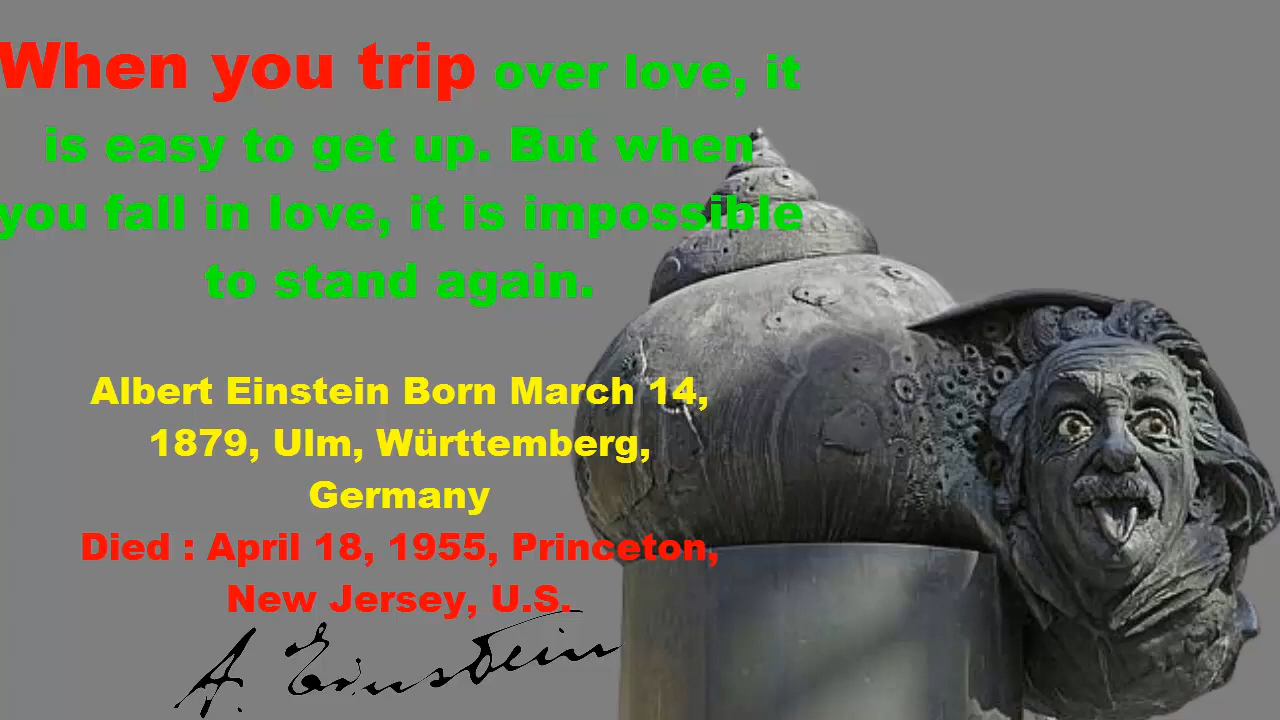 When you trip over love, it
is easy to get up. But when
you fall in love, it is impossible
to stand again.
Albert Einstein Born March 14,
1879, Ulm, Württemberg,
Germany
Died : April 18, 1955, Princeton,
New Jersey, U.S.
A. Einstein